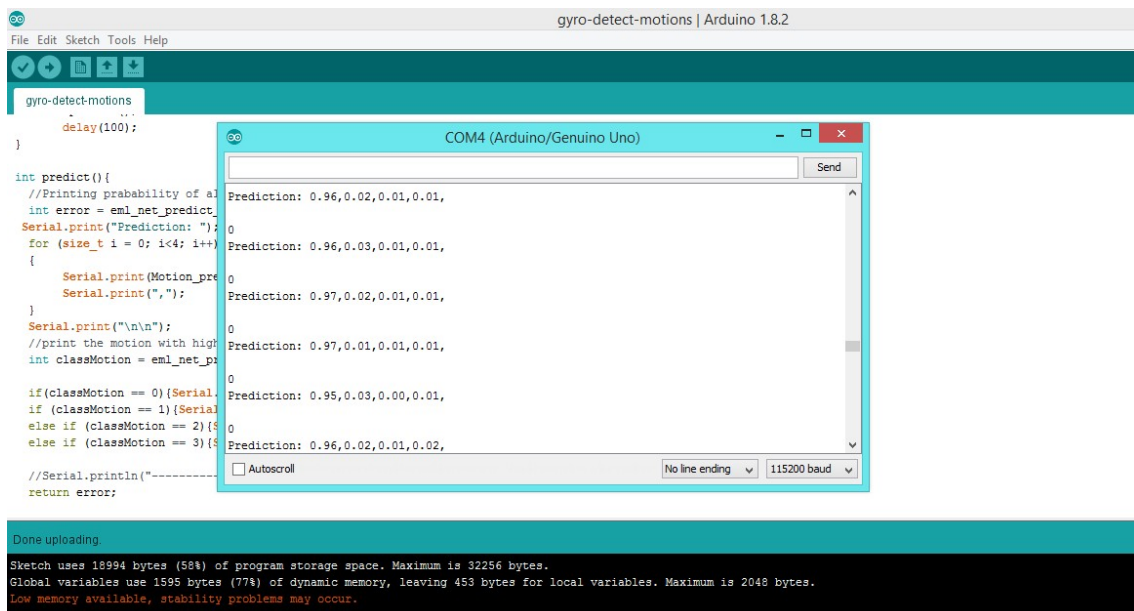 gyro-detect-motions | Arduino 1.8.2
File Edit Sketch Tools Help
gyro-detect-motions
delay(100);
}
int predict(){
//Printing prabability of al
int error = eml_net_predict_
Serial.print("Prediction: ");
for (size_t i = 0; i<4; i++)
{
Serial.print(Motion_pre
Serial.print(",");
}
Serial.print("\n\n");
//print the motion with high
int classMotion = eml_net_pr
if(classMotion == 0){Serial.
if (classMotion == 1){Serial
else if (classMotion == 2){S
else if (classMotion == 3){S
//Serial.println("----------
return error;
COM4 (Arduino/Genuino Uno)
Send
Prediction: 0.96,0.02,0.01,0.01,
0
Prediction: 0.96,0.03,0.01,0.01,
0
Prediction: 0.97,0.02,0.01,0.01,
0
Prediction: 0.97,0.01,0.01,0.01,
0
Prediction: 0.95,0.03,0.00,0.01,
0
Prediction: 0.96,0.02,0.01,0.02,
Autoscroll
No line ending
115200 baud
Done uploading.
Sketch uses 18994 bytes (58%) of program storage space. Maximum is 32256 bytes.
Global variables use 1595 bytes (77%) of dynamic memory, leaving 453 bytes for local variables. Maximum is 2048 bytes.
Low memory available, stability problems may occur.